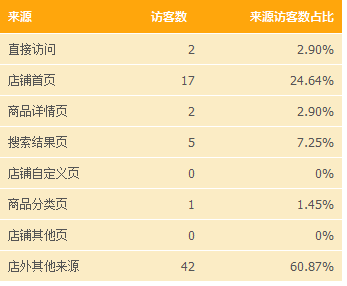 来源 访客数 来源访客数占比
直接访问 2 2.90%
店铺首页 17 24.64%
商品详情页 2 2.90%
搜索结果页 5 7.25%
店铺自定义页 0 0%
商品分类页 1 1.45%
店铺其他页 0 0%
店外其他来源 42 60.87%